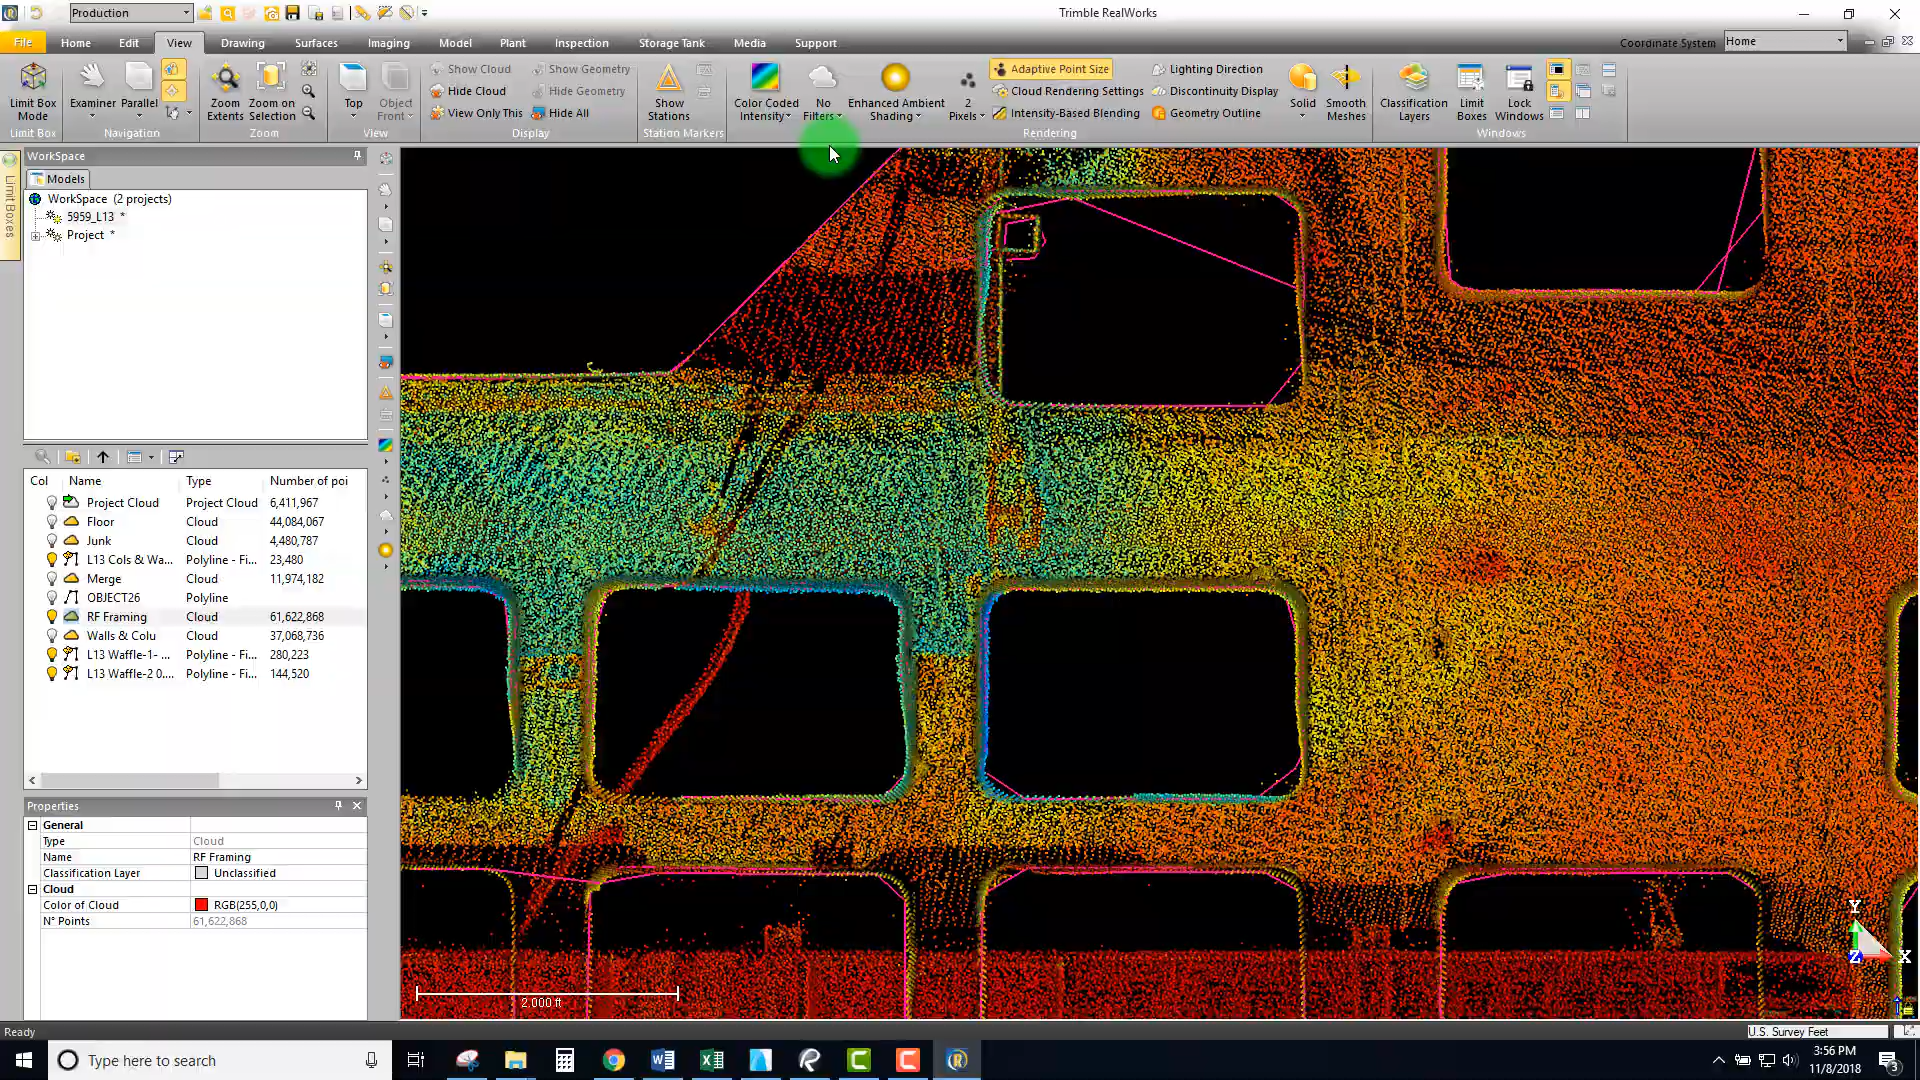 Production
Trimble RealWorks
File
Home
Edit
View
Drawing
Surfaces
Imaging
Model
Plant
Inspection
Storage Tank
Media
Support
Coordinate System
Home
Limit Box Mode
Examiner
Parallel
Zoom Extents
Zoom on Selection
Top
Object Front
Show Cloud
Hide Cloud
View Only This
Show Geometry
Hide Geometry
Hide All
Show Stations
Color Coded Intensity
No Filters
Enhanced Ambient Shading
2 Pixels
Adaptive Point Size
Cloud Rendering Settings
Intensity-Based Blending
Lighting Direction
Discontinuity Display
Geometry Outline
Solid
Smooth Meshes
Classification Layers
Limit Boxes
Lock Windows
Limit Box
Navigation
Zoom
View
Display
Station Markers
Rendering
Windows
Limit Boxes
WorkSpace
Models
WorkSpace (2 projects)
5959_L13 *
Project *
Col Name Type Number of poi
Project Cloud Project Cloud 6,411,967
Floor Cloud 44,084,067
Junk Cloud 4,480,787
L13 Cols & Wa... Polyline - Fi... 23,480
Merge Cloud 11,974,182
OBJECT26 Polyline
RF Framing Cloud 61,622,868
Walls & Colu Cloud 37,068,736
L13 Waffle-1- ... Polyline - Fi... 280,223
L13 Waffle-2 0.... Polyline - Fi... 144,520
Properties
General
Type Cloud
Name RF Framing
Classification Layer Unclassified
Cloud
Color of Cloud RGB(255,0,0)
N° Points 61,622,868
2.000 ft
Y
Z
X
Ready
U.S. Survey Feet
Type here to search
3:56 PM
11/8/2018
3